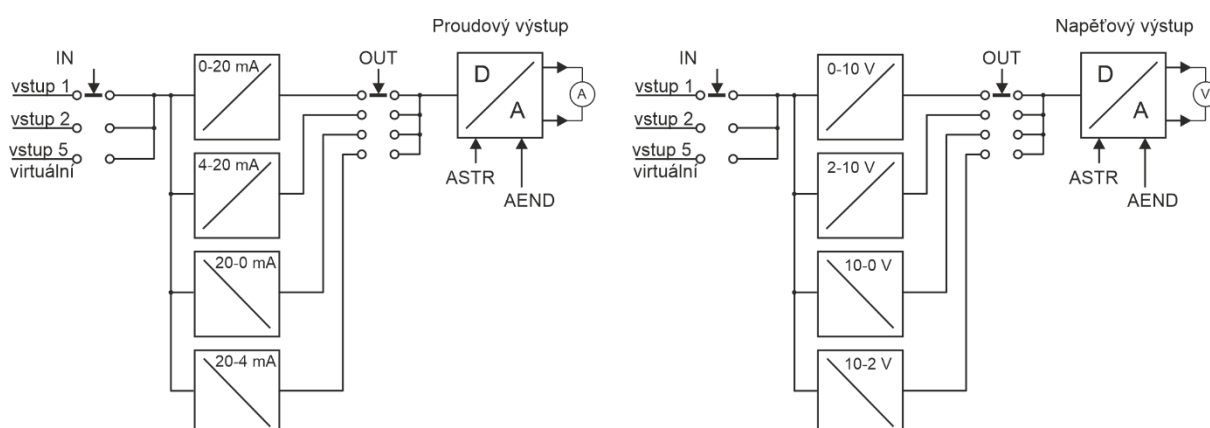 Proudový výstup
IN
0-20 mA
OUT
D
A
A
vstup 1
vstup 2
vstup 5
virtuální
4-20 mA
ASTR
AEND
20-0 mA
20-4 mA
Napěťový výstup
IN
0-10 V
OUT
D
A
V
vstup 1
vstup 2
vstup 5
virtuální
2-10 V
ASTR
AEND
10-0 V
10-2 V